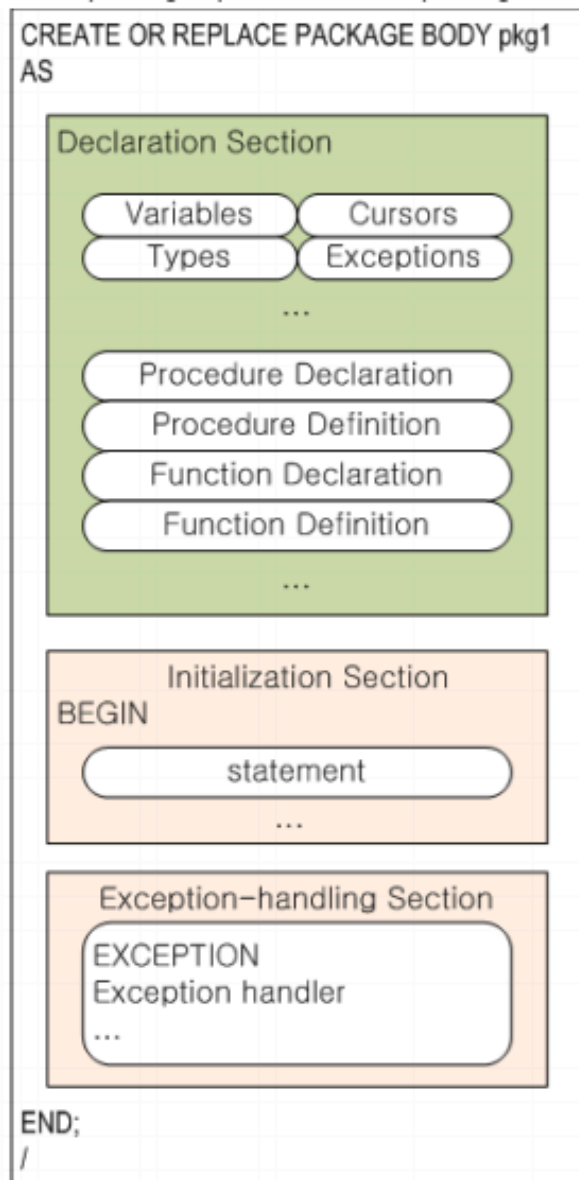 CREATE OR REPLACE PACKAGE BODY pkg1
AS
Declaration Section
Variables Cursors
Types Exceptions
...
Procedure Declaration
Procedure Definition
Function Declaration
Function Definition
...
Initialization Section
BEGIN
statement
...
Exception-handling Section
EXCEPTION
Exception handler
...
END;
/